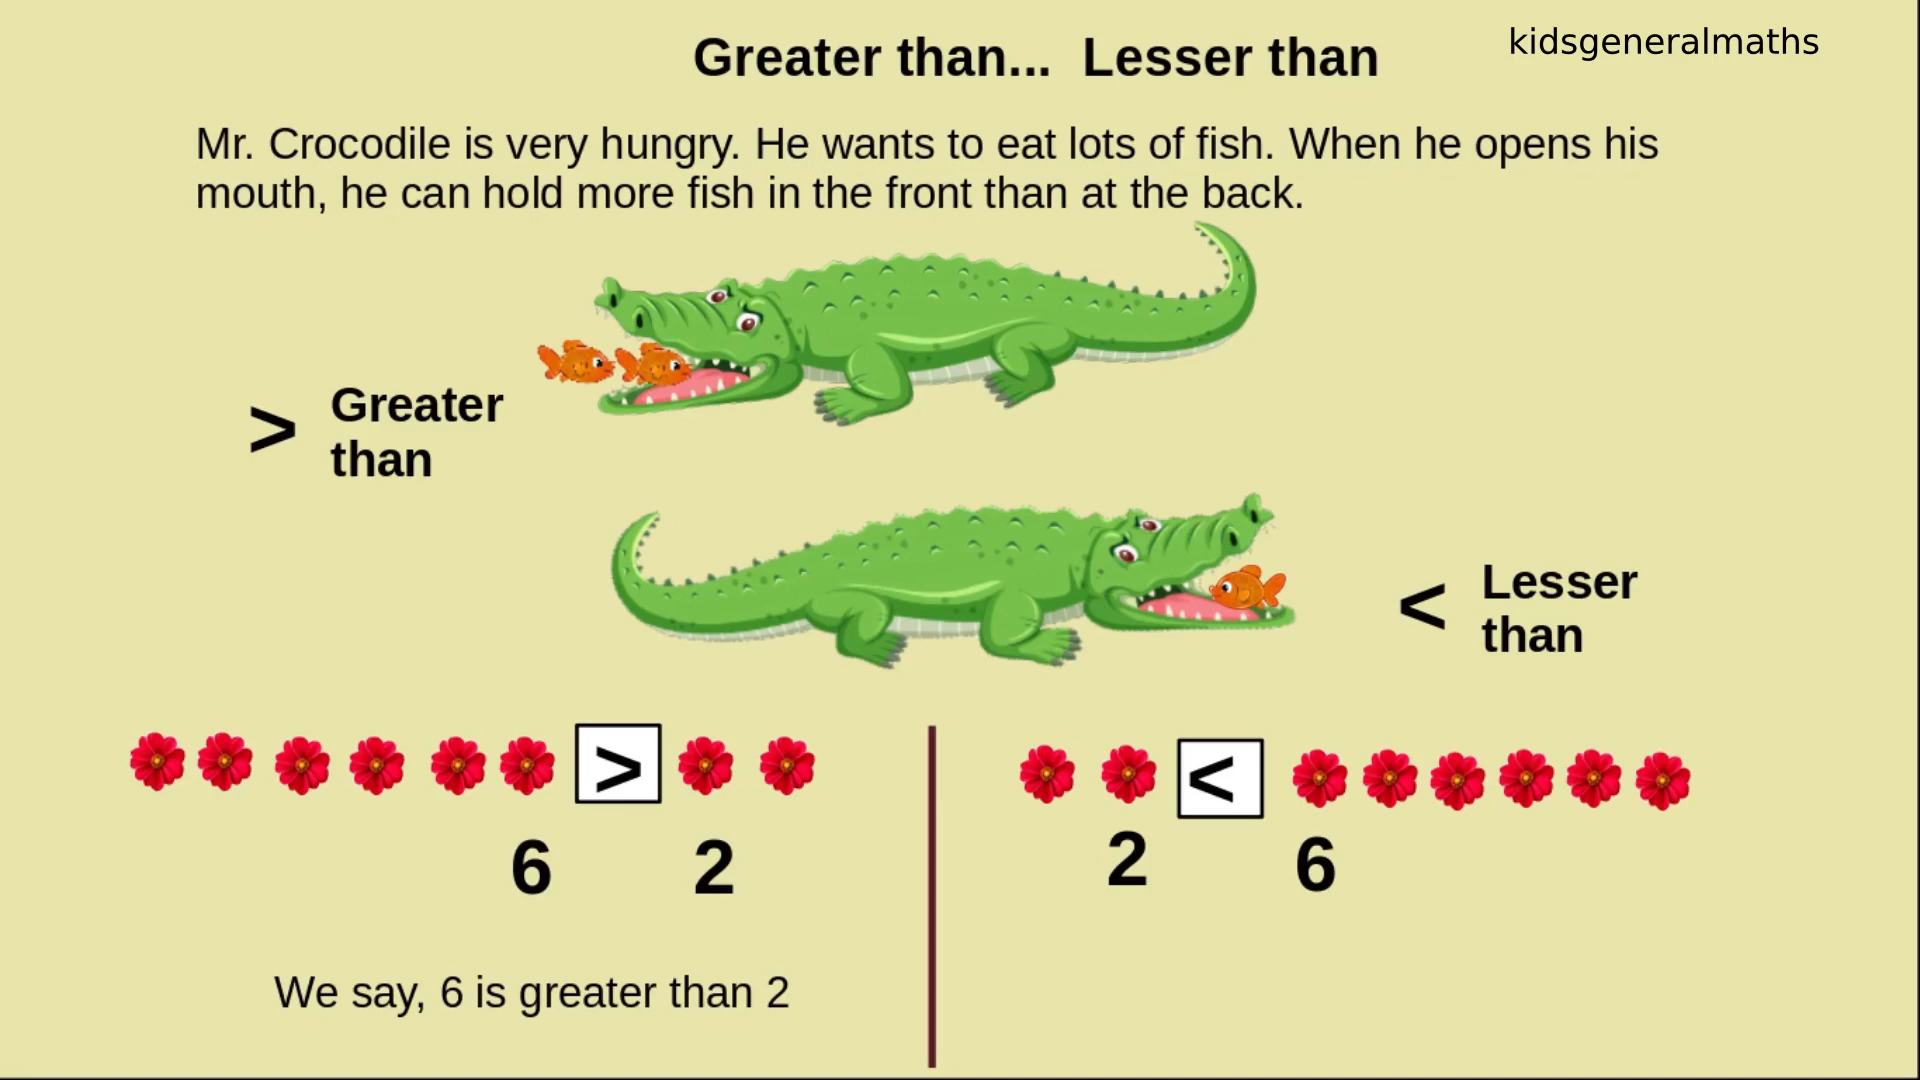 Greater than... Lesser than
kidsgeneralmaths
Mr. Crocodile is very hungry. He wants to eat lots of fish. When he opens his
mouth, he can hold more fish in the front than at the back.
> Greater
than
< Lesser
than
>
<
6 2
2 6
We say, 6 is greater than 2